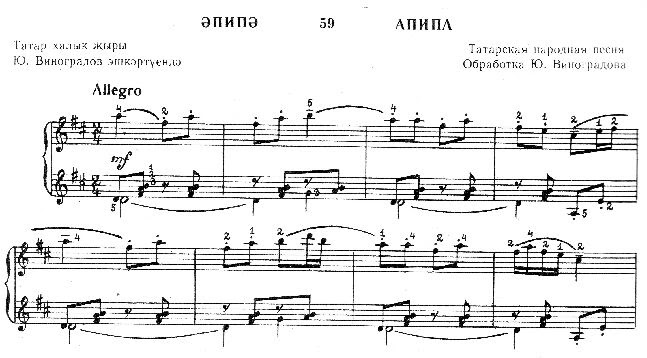 ӘПИПӘ 59 АПИПА
Татар халык җыры
Ю. Виноградов эшкәртүендә
Татарская народная песня
Обработка Ю. Виноградова
Allegro
mf